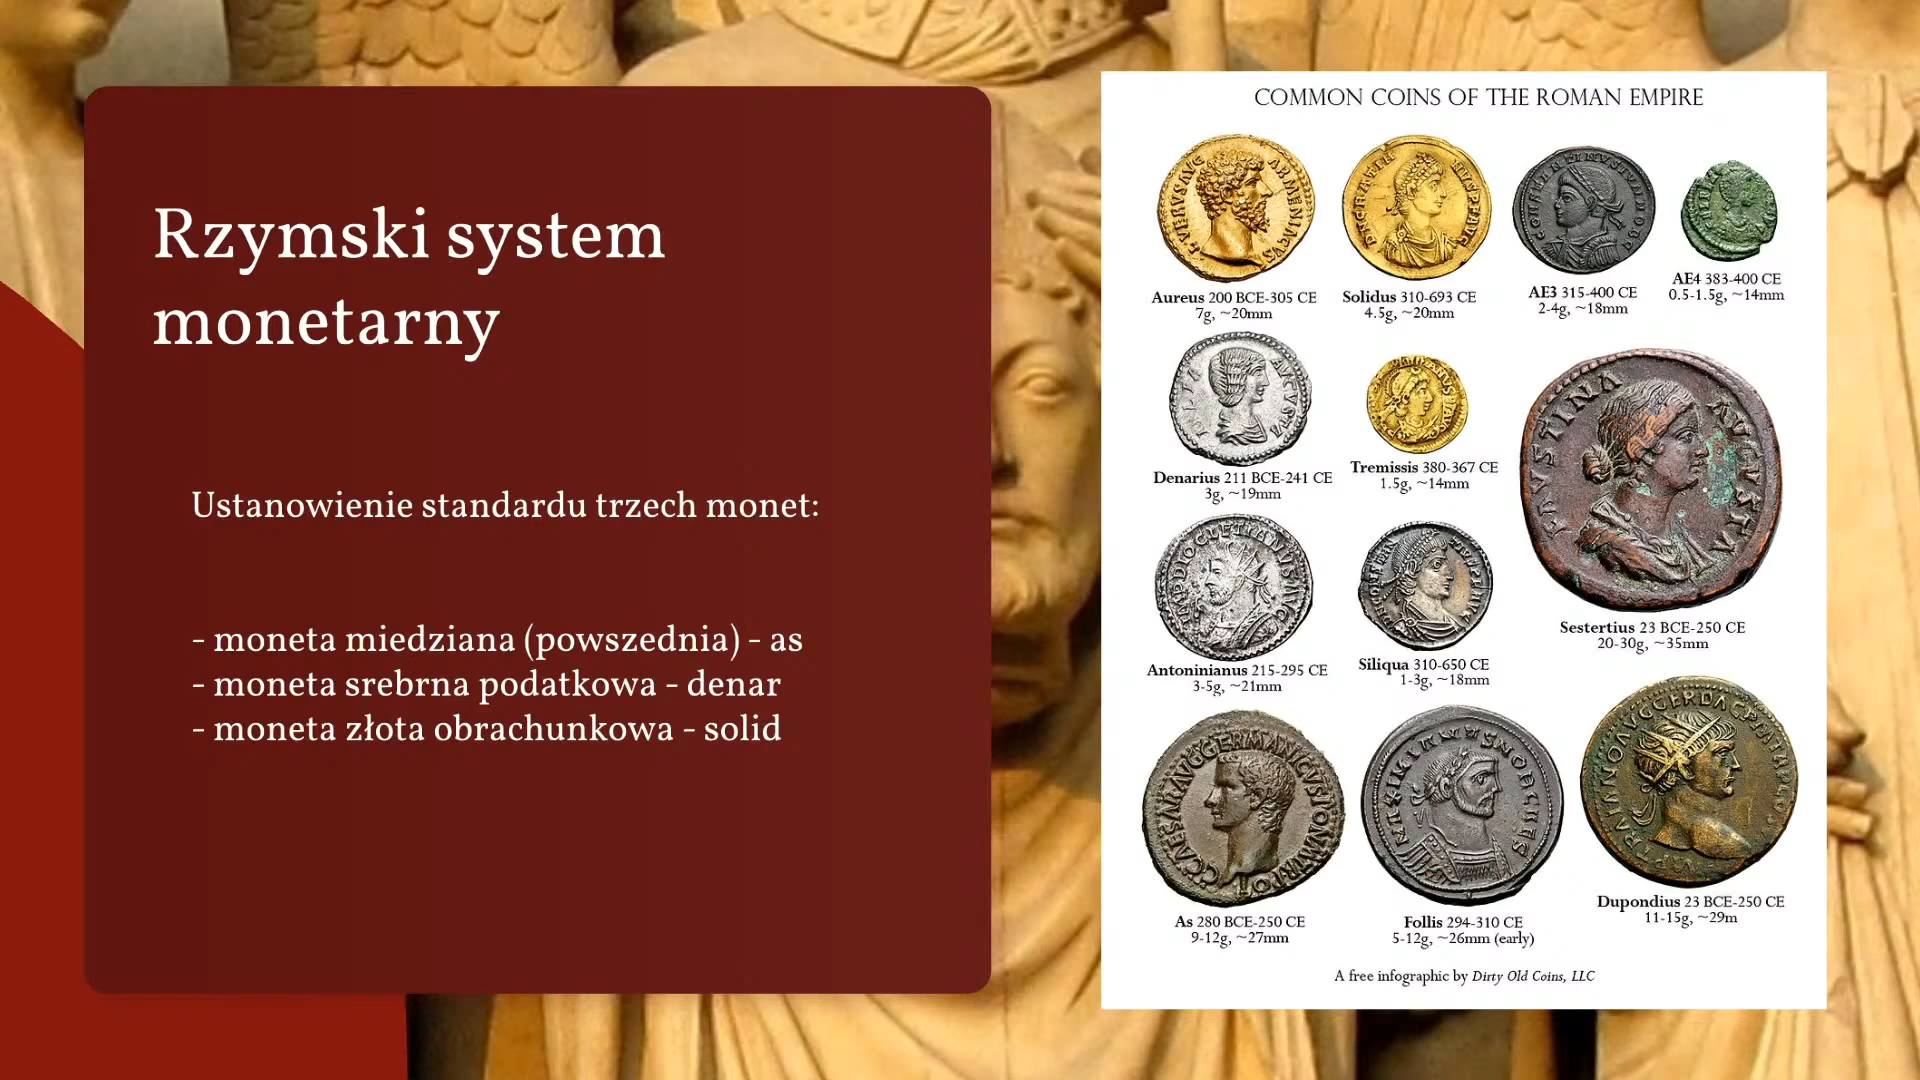 Rzymski system
monetarny
Ustanowienie standardu trzech monet:
- moneta miedziana (powszednia) - as
- moneta srebrna podatkowa - denar
- moneta złota obrachunkowa - solid
COMMON COINS OF THE ROMAN EMPIRE
Aureus 200 BCE-305 CE
7g, ~20mm
Solidus 310-693 CE
4.5g, ~20mm
AE3 315-400 CE
2-4g, ~18mm
AE4 383-400 CE
0.5-1.5g, ~14mm
Denarius 211 BCE-241 CE
3g, ~19mm
Tremissis 380-367 CE
1.5g, ~14mm
Antoninianus 215-295 CE
3-5g, ~21mm
Siliqua 310-650 CE
1-3g, ~18mm
Sestertius 23 BCE-250 CE
20-30g, ~35mm
As 280 BCE-250 CE
9-12g, ~27mm
Follis 294-310 CE
5-12g, ~26mm (early)
Dupondius 23 BCE-250 CE
11-15g, ~29m
A free infographic by Dirty Old Coins, LLC